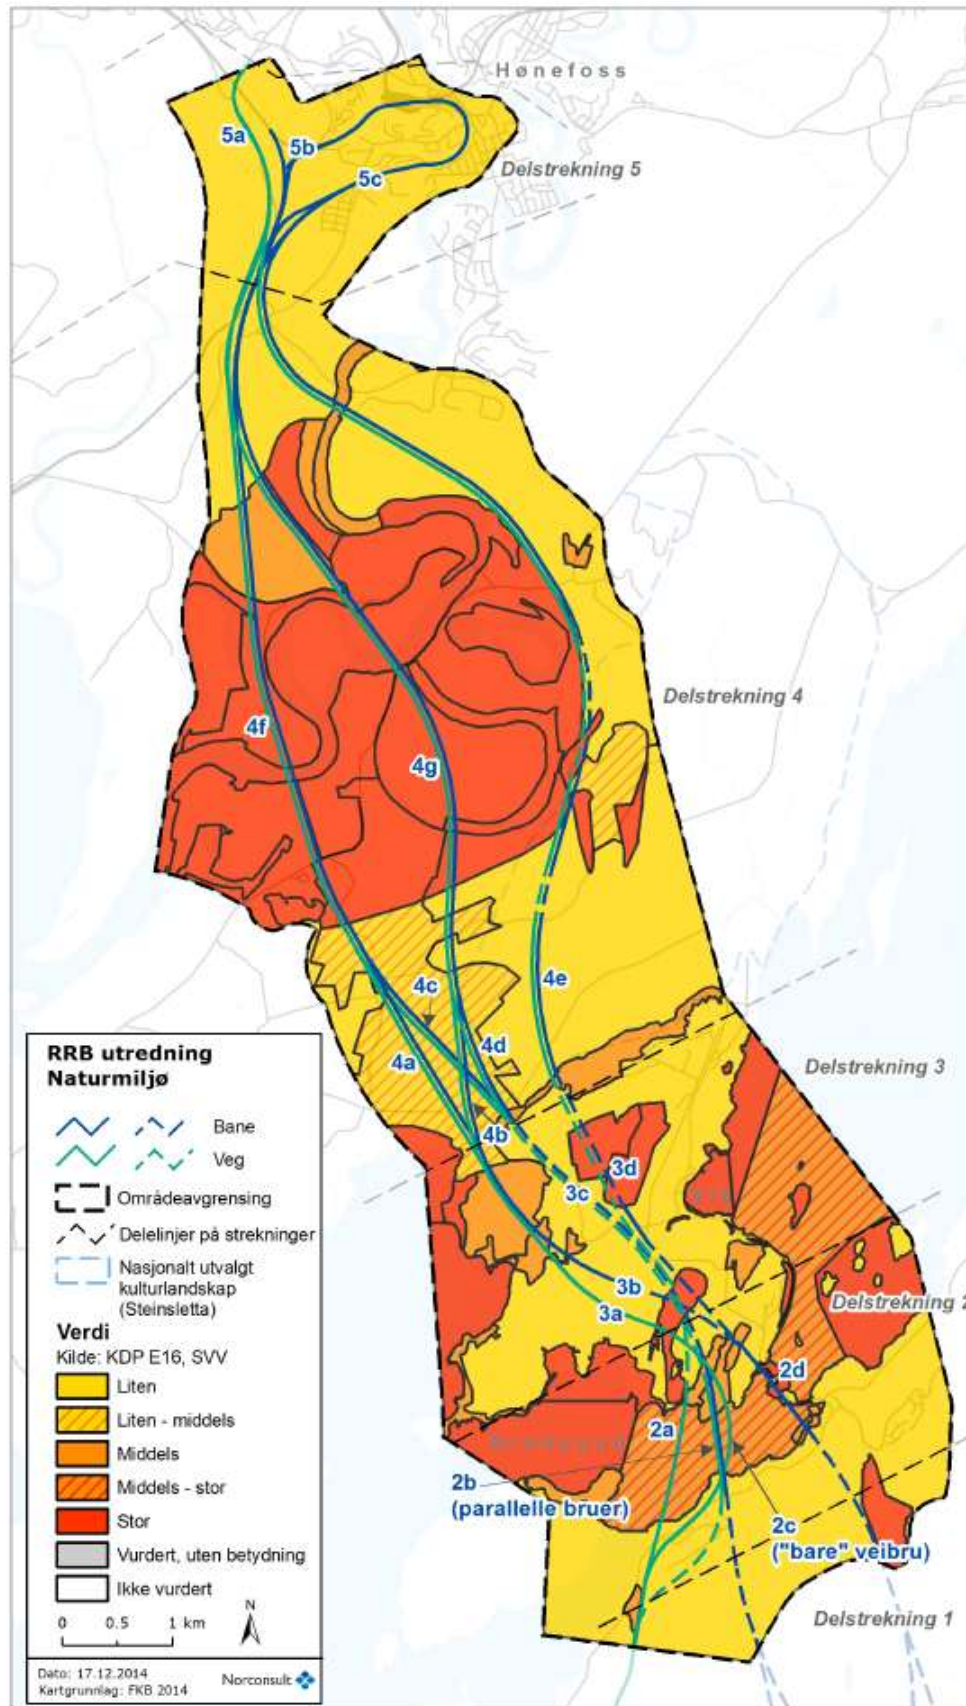 Hønefoss
5a
5b
5c
Delstrekning 5
Delstrekning 4
4f
4g
4c
4e
4d
4a
4b
Delstrekning 3
3d
3c
3b
3a
Delstrekning 2
2d
2a
2b
(parallelle bruer)
2c
("bare" veibru)
Delstrekning 1
RRB utredning
Naturmiljø
Bane
Veg
Områdeavgrensing
Delelinjer på strekninger
Nasjonalt utvalgt
kulturlandskap
(Steinsletta)
Verdi
Kilde: KDP E16, SVV
Liten
Liten - middels
Middels
Middels - stor
Stor
Vurdert, uten betydning
Ikke vurdert
0 0.5 1 km
N
Dato: 17.12.2014
Kartgrunnlag: FKB 2014
Norconsult